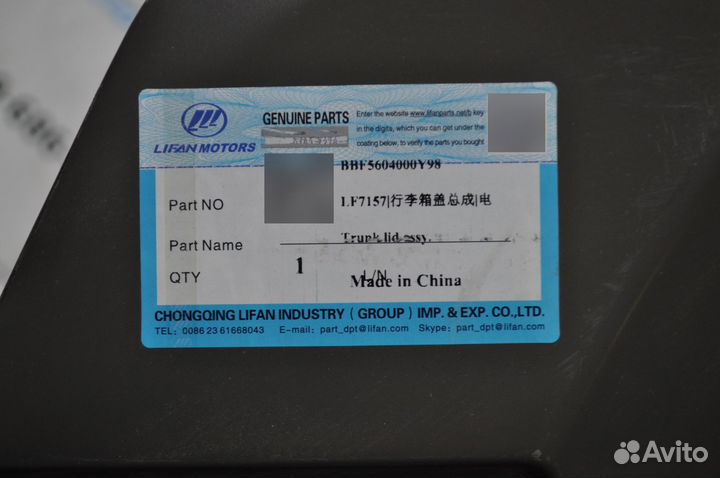 LIFAN MOTORS
GENUINE PARTS
Enter the website www.lifanparts.net/b key
in the digits, which you can get under the
coating below, to verify the parts you bought
BBF5604000Y98
Part NO
LF7157|行李箱盖总成|电
Part Name
Trunk lid assy.
QTY
1
L/N
Made in China
CHONGQING LIFAN INDUSTRY ( GROUP ) IMP. & EXP. CO.,LTD.
TEL: 0086 23 61668043 E-mail: part_dpt@lifan.com Skype: part_dpt@lifan.com
Avito